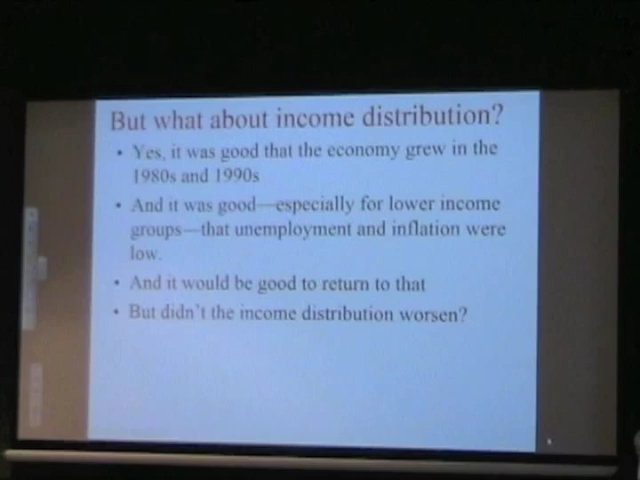 But what about income distribution?
• Yes, it was good that the economy grew in the
1980s and 1990s
• And it was good—especially for lower income
groups—that unemployment and inflation were
low.
• And it would be good to return to that
• But didn't the income distribution worsen?